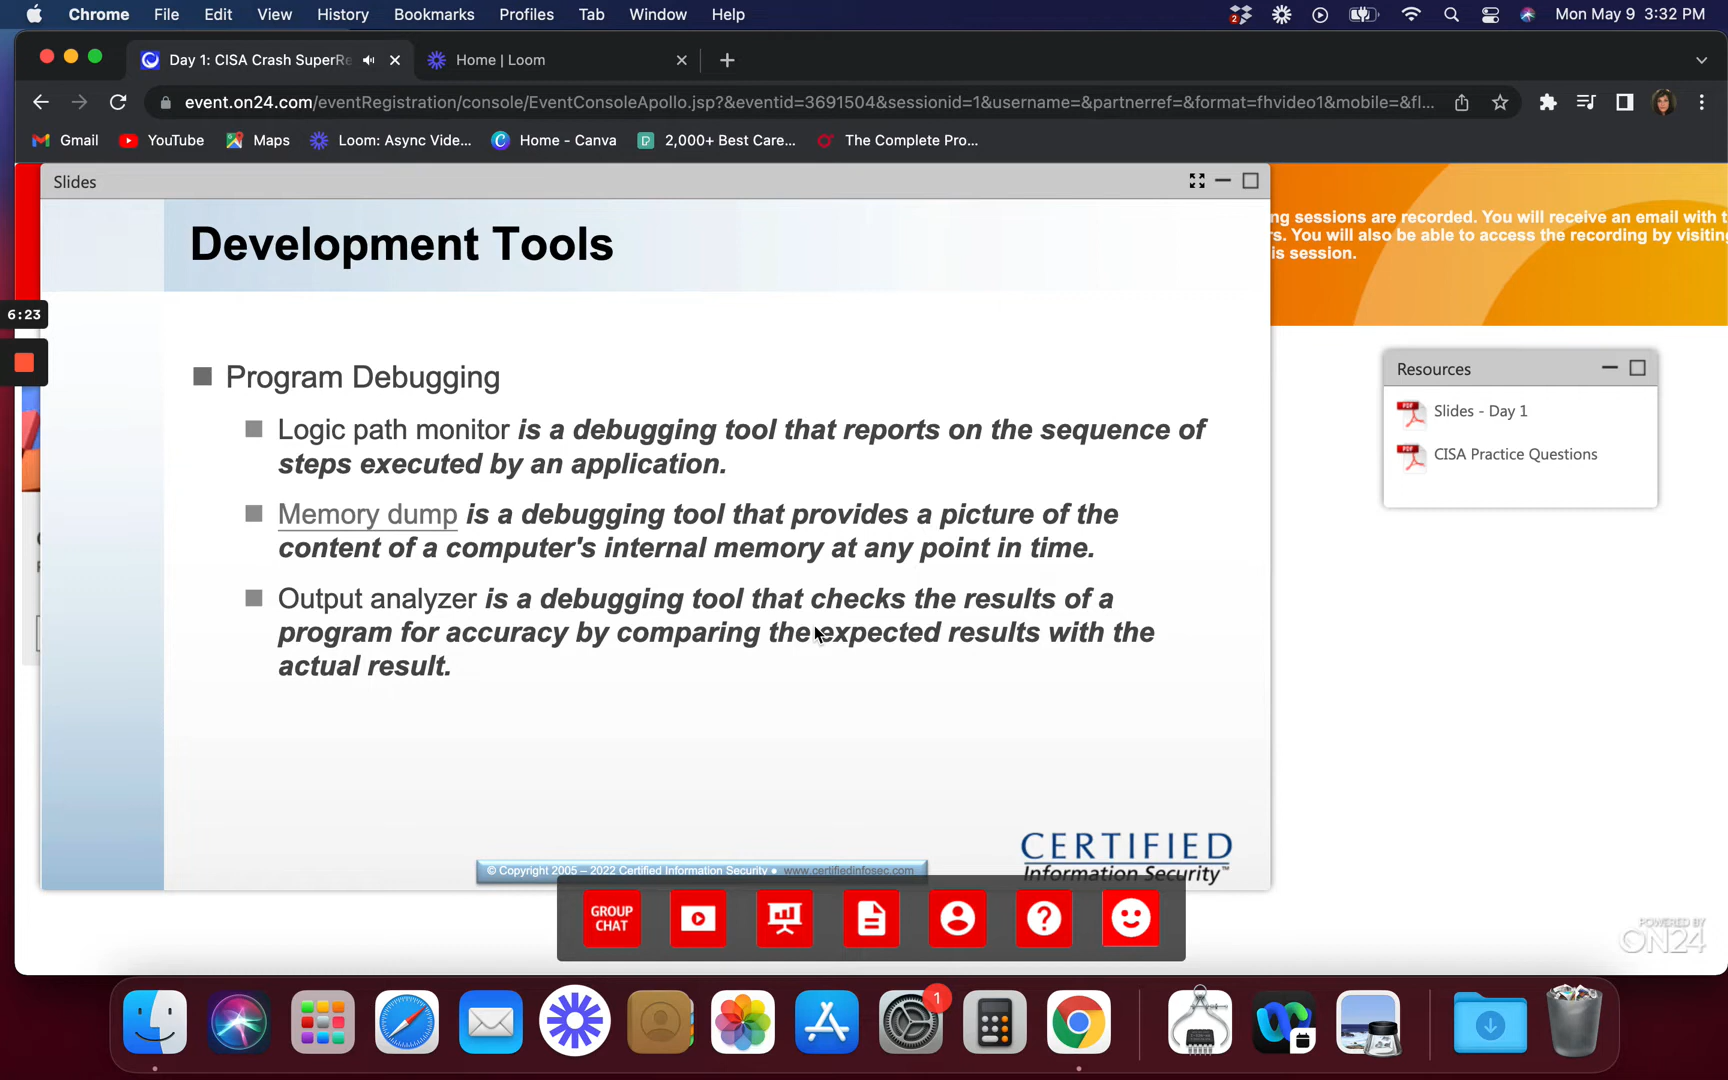 Chrome File Edit View History Bookmarks Profiles Tab Window Help
2
Mon May 9 3:32 PM
Day 1: CISA Crash SuperRe
Home | Loom
event.on24.com/eventRegistration/console/EventConsoleApollo.jsp?&eventid=3691504&sessionid=1&username=&partnerref=&format=fhvideo1&mobile=&fl...
Gmail YouTube Maps Loom: Async Vide... Home - Canva 2,000+ Best Care... The Complete Pro...
Slides
ng sessions are recorded. You will receive an email with t
rs. You will also be able to access the recording by visiting
is session.
Development Tools
6:23
Program Debugging
Logic path monitor is a debugging tool that reports on the sequence of
steps executed by an application.
Memory dump is a debugging tool that provides a picture of the
content of a computer's internal memory at any point in time.
Output analyzer is a debugging tool that checks the results of a
program for accuracy by comparing the expected results with the
actual result.
Resources
PDF Slides - Day 1
PDF CISA Practice Questions
CERTIFIED
Information Security™
© Copyright 2005 – 2022 Certified Information Security ● www.certifiedinfosec.com
GROUP
CHAT
POWERED BY
ON24
1